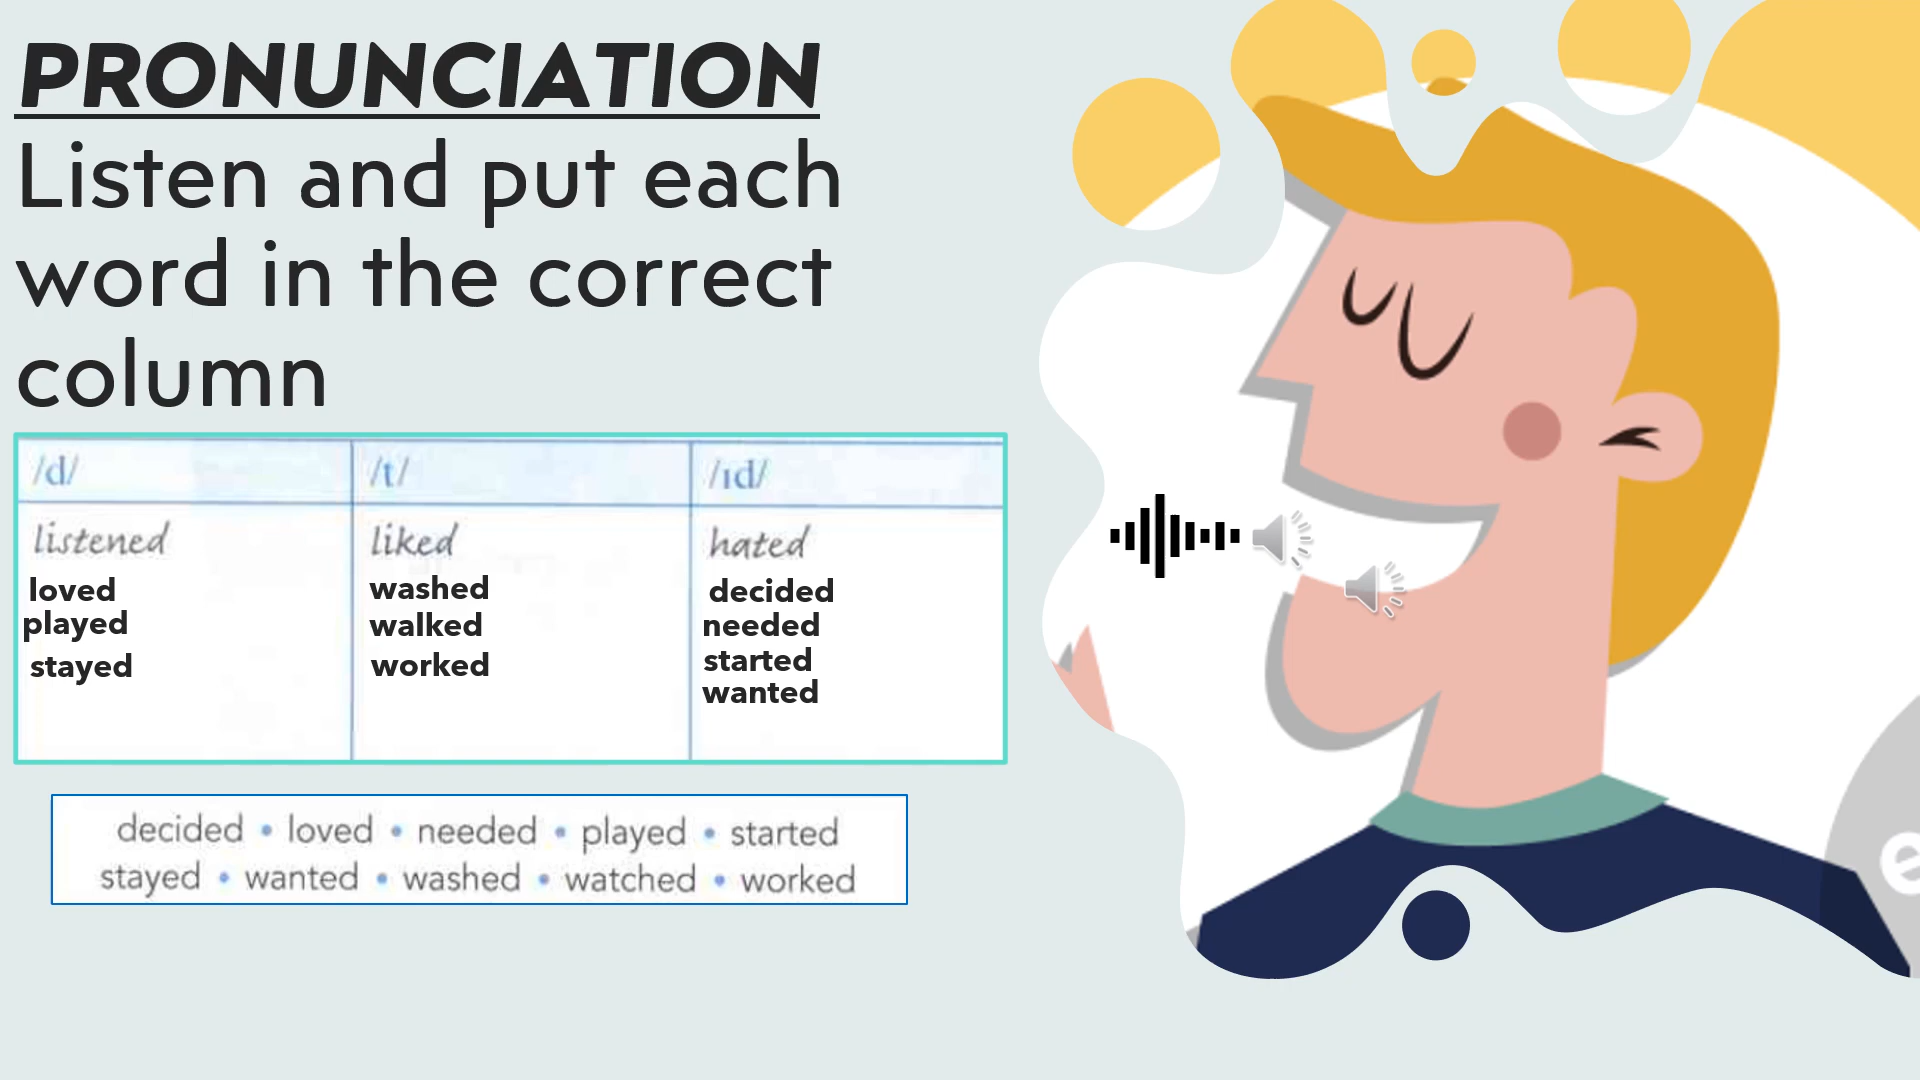 PRONUNCIATION
Listen and put each
word in the correct
column
/d/ /t/ /ɪd/
listened liked hated
loved washed decided
played walked needed
stayed worked started
wanted
decided • loved • needed • played • started
stayed • wanted • washed • watched • worked
e